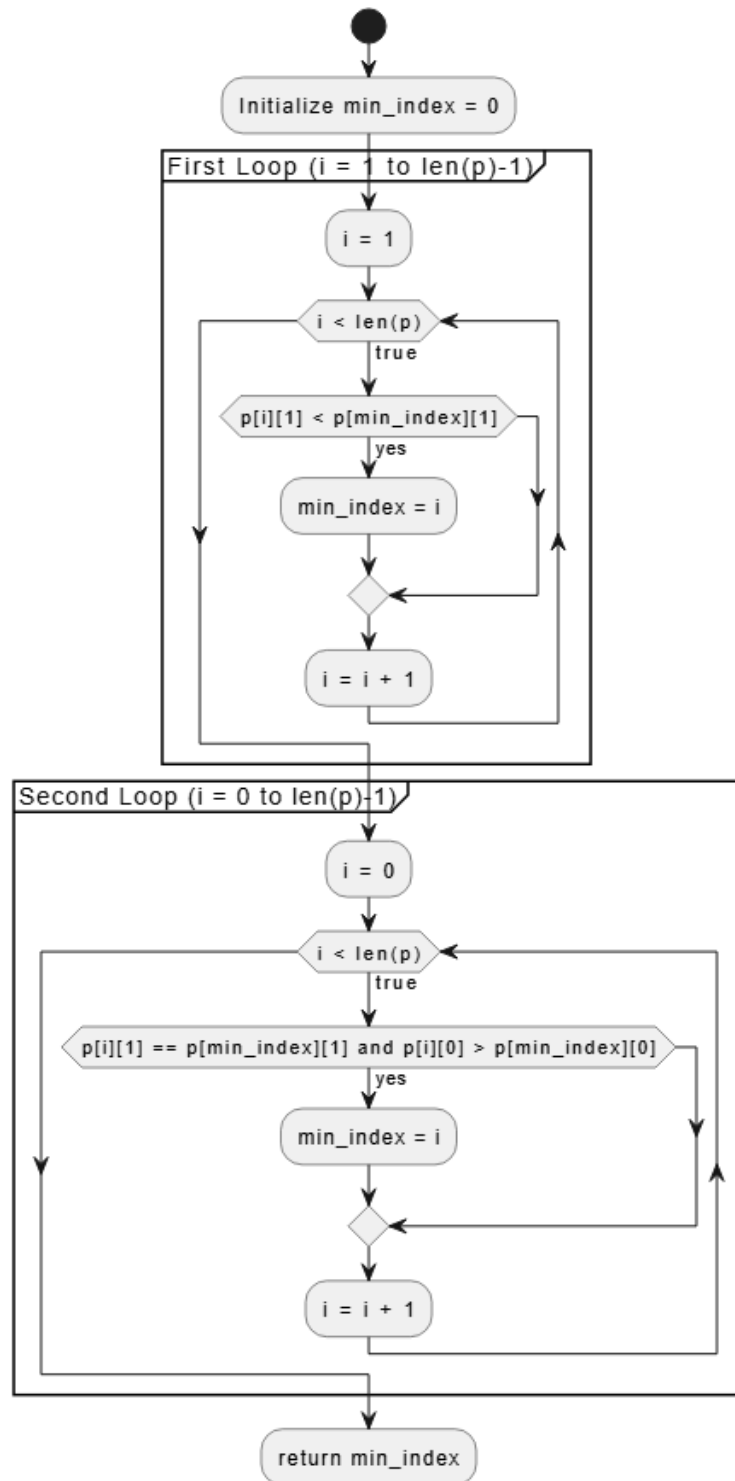 Initialize min_index = 0
First Loop (i = 1 to len(p)-1)
i = 1
i < len(p)
true
p[i][1] < p[min_index][1]
yes
min_index = i
i = i + 1
Second Loop (i = 0 to len(p)-1)
i = 0
i < len(p)
true
p[i][1] == p[min_index][1] and p[i][0] > p[min_index][0]
yes
min_index = i
i = i + 1
return min_index